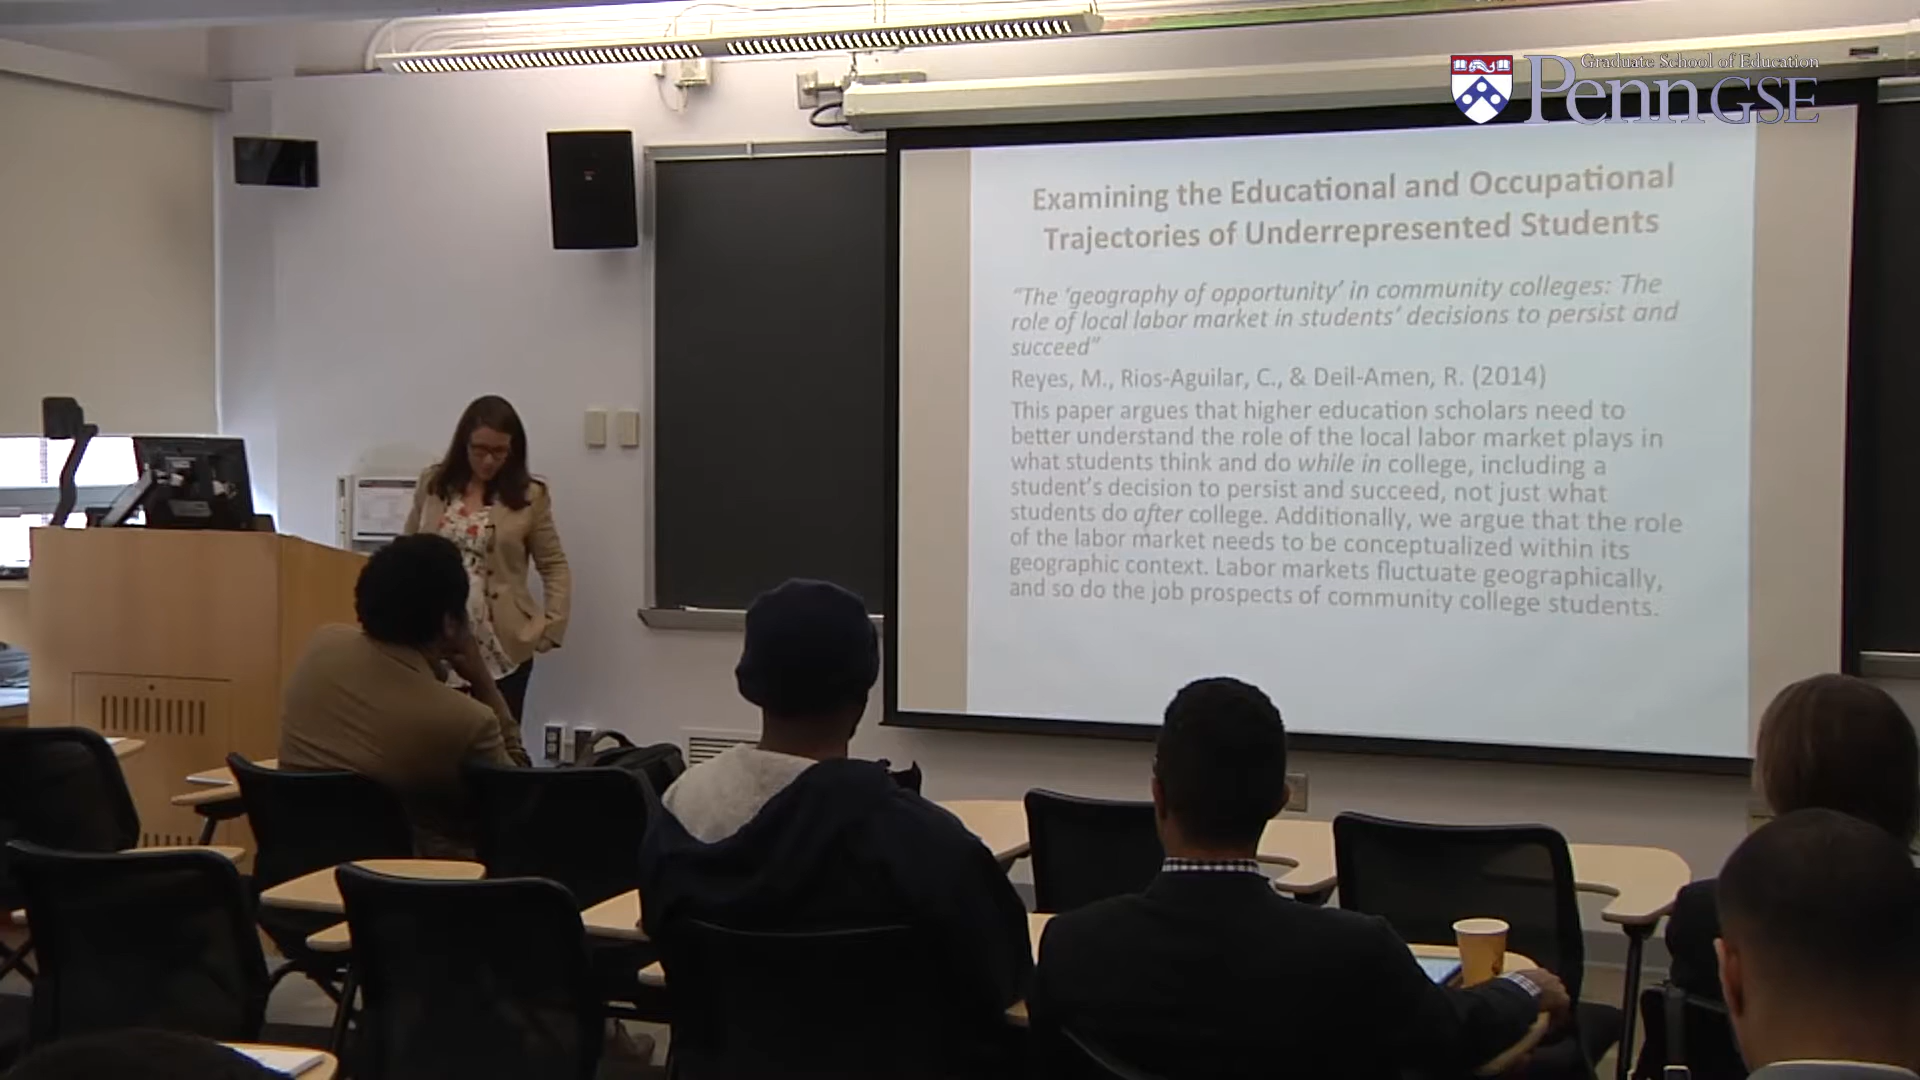 Graduate School of Education
Penn GSE
Examining the Educational and Occupational
Trajectories of Underrepresented Students
"The 'geography of opportunity' in community colleges: The
role of local labor market in students' decisions to persist and
succeed"
Reyes, M., Rios-Aguilar, C., & Deil-Amen, R. (2014)
This paper argues that higher education scholars need to
better understand the role of the local labor market plays in
what students think and do while in college, including a
student's decision to persist and succeed, not just what
students do after college. Additionally, we argue that the role
of the labor market needs to be conceptualized within its
geographic context. Labor markets fluctuate geographically,
and so do the job prospects of community college students.